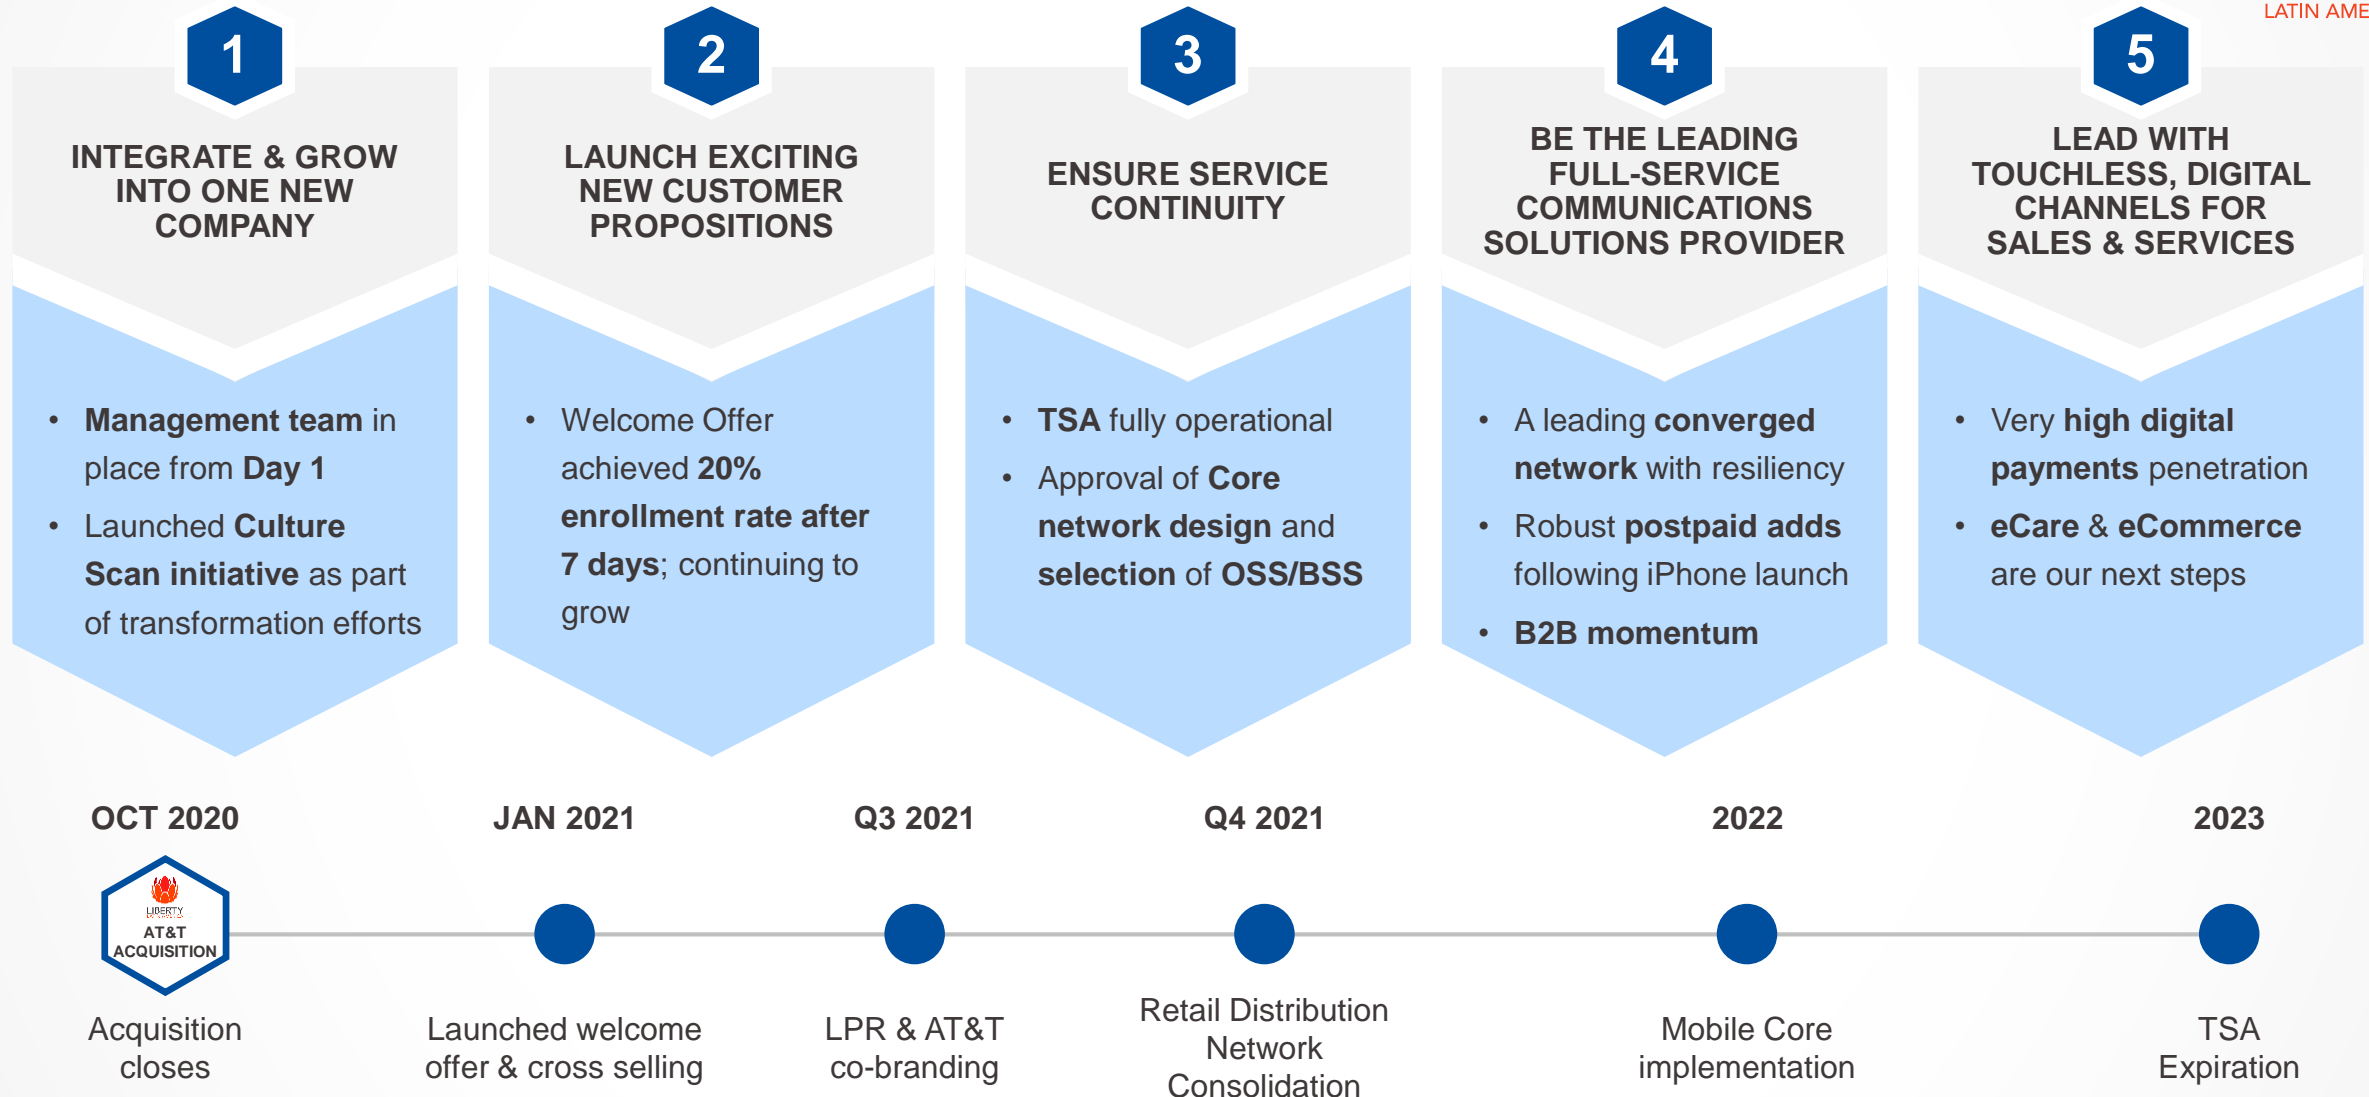 LATIN AME
1
INTEGRATE & GROW
INTO ONE NEW
COMPANY
• Management team in
place from Day 1
• Launched Culture
Scan initiative as part
of transformation efforts
2
LAUNCH EXCITING
NEW CUSTOMER
PROPOSITIONS
• Welcome Offer
achieved 20%
enrollment rate after
7 days; continuing to
grow
3
ENSURE SERVICE
CONTINUITY
• TSA fully operational
• Approval of Core
network design and
selection of OSS/BSS
4
BE THE LEADING
FULL-SERVICE
COMMUNICATIONS
SOLUTIONS PROVIDER
• A leading converged
network with resiliency
• Robust postpaid adds
following iPhone launch
• B2B momentum
5
LEAD WITH
TOUCHLESS, DIGITAL
CHANNELS FOR
SALES & SERVICES
• Very high digital
payments penetration
• eCare & eCommerce
are our next steps
OCT 2020
LIBERTY
AT&T
ACQUISITION
Acquisition
closes
JAN 2021
Launched welcome
offer & cross selling
Q3 2021
LPR & AT&T
co-branding
Q4 2021
Retail Distribution
Network
Consolidation
2022
Mobile Core
implementation
2023
TSA
Expiration